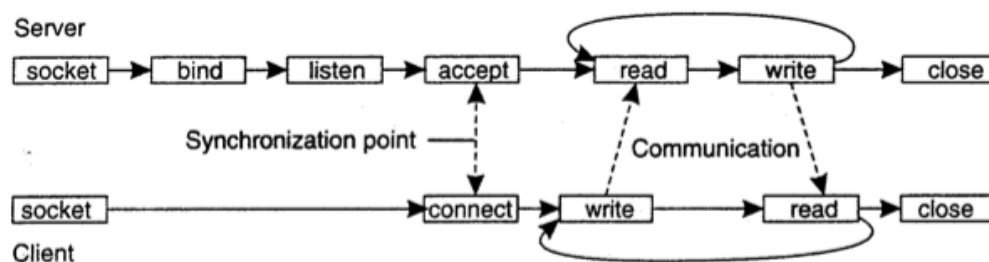 Server
socket bind listen accept read write close
Synchronization point Communication
socket connect write read close
Client